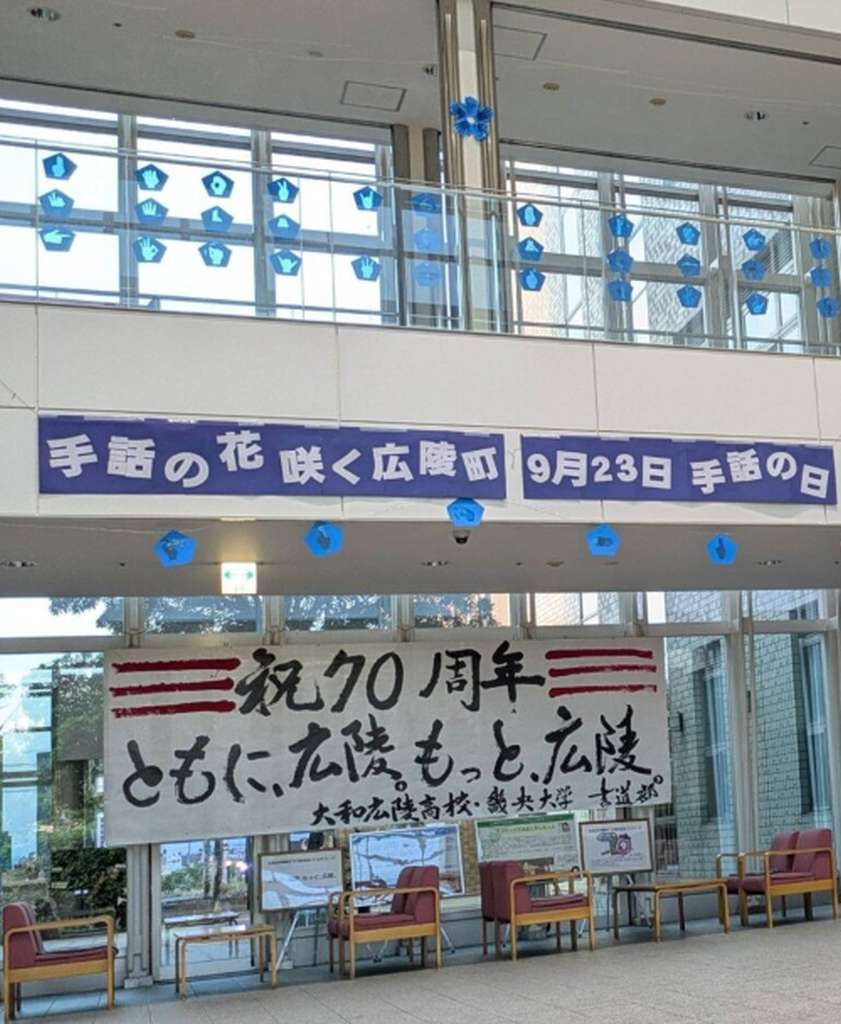 手話の花 咲く広陵町
9月23日 手話の日
祝70周年
ともに、広陵。もっと、広陵。
大和広陵高校・畿央大学 書道部